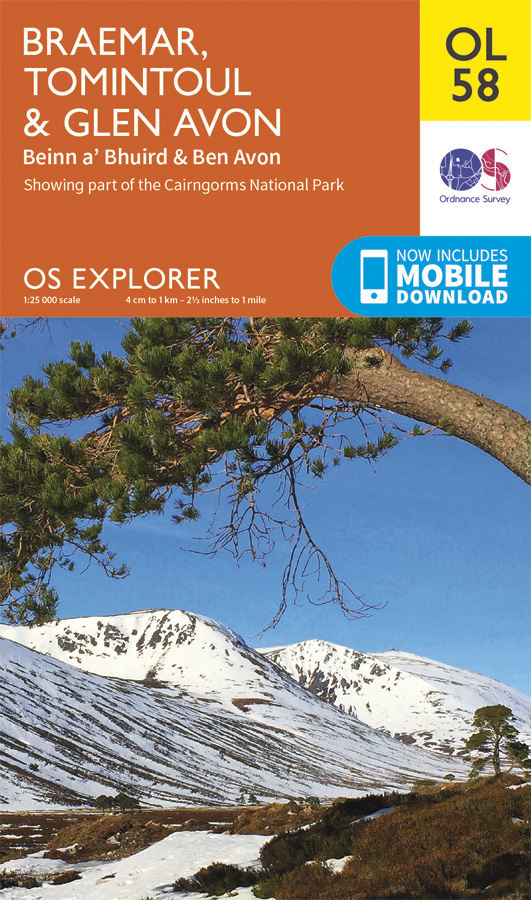 BRAEMAR,
TOMINTOUL
& GLEN AVON
Beinn a’ Bhuird & Ben Avon
Showing part of the Cairngorms National Park
OS EXPLORER
1:25 000 scale 4 cm to 1 km – 2½ inches to 1 mile
OL
58
OS
Ordnance Survey
NOW INCLUDES
MOBILE
DOWNLOAD